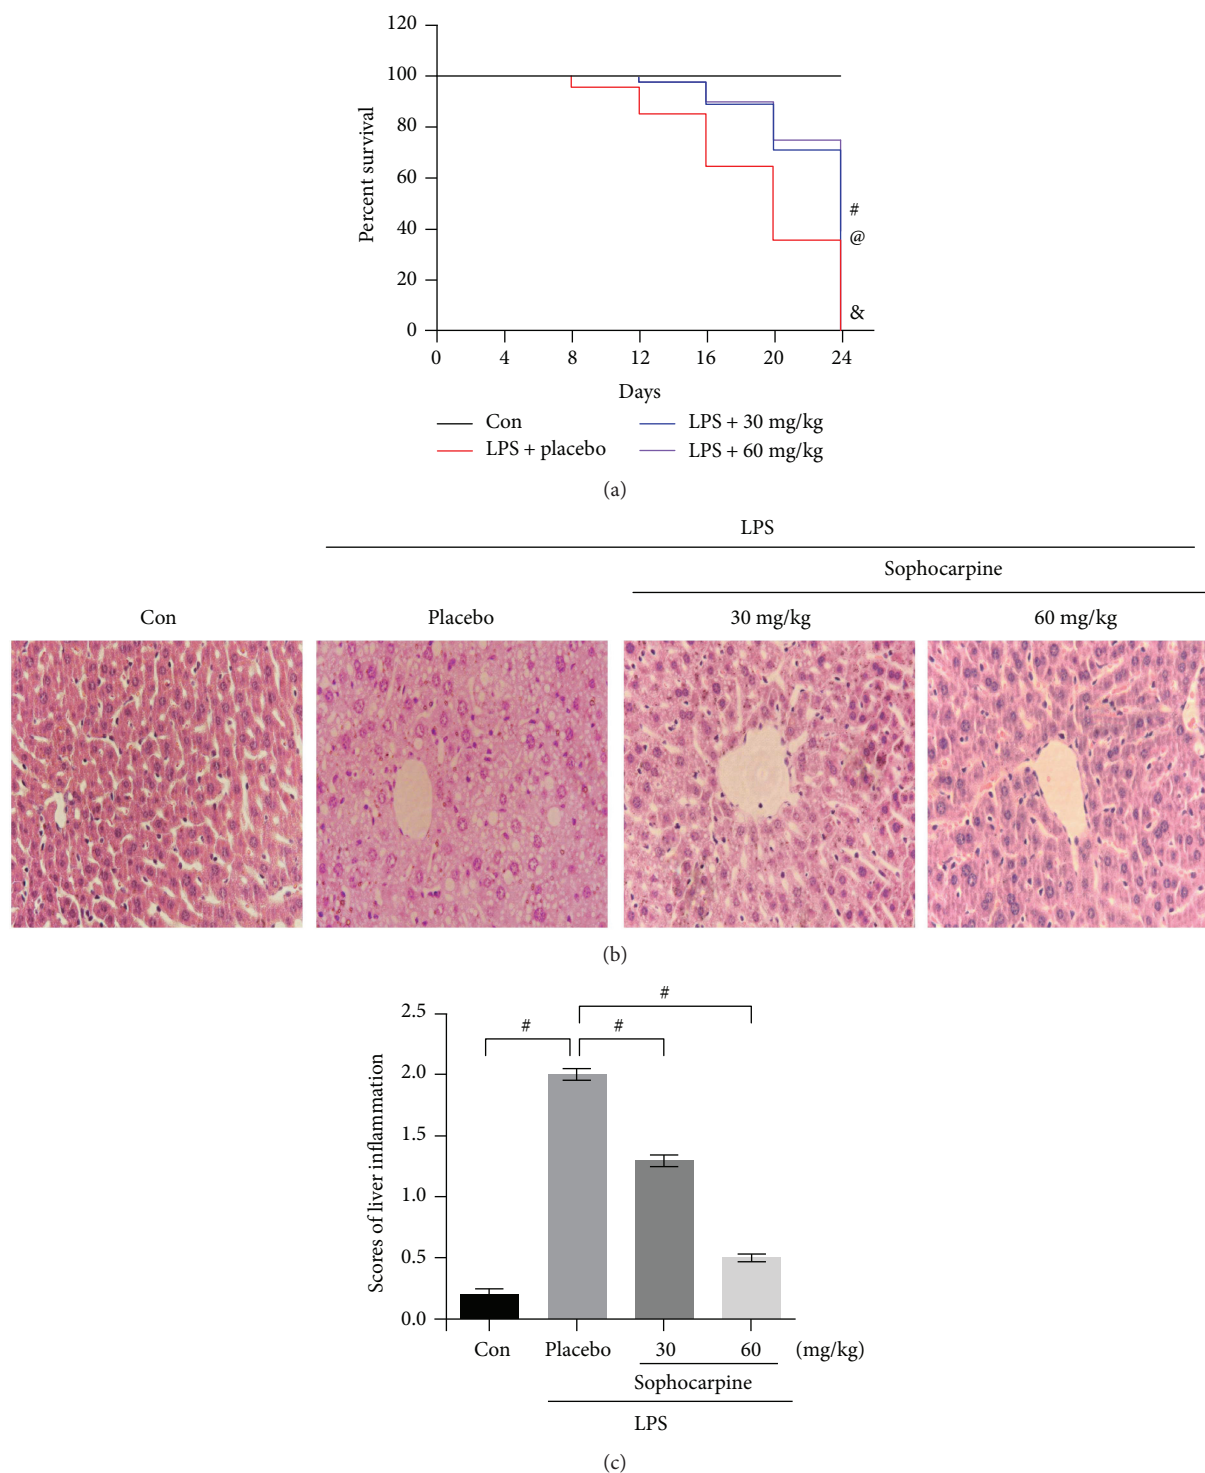 120
100
80
60
40
20
0
Percent survival
#
@
&
0 4 8 12 16 20 24
Days
Con
LPS + 30 mg/kg
LPS + placebo
LPS + 60 mg/kg
(a)
LPS
Sophocarpine
Con Placebo 30 mg/kg 60 mg/kg
(b)
2.5
2.0
1.5
1.0
0.5
0.0
Scores of liver inflammation
#
# #
Con Placebo 30 60 (mg/kg)
Sophocarpine
LPS
(c)